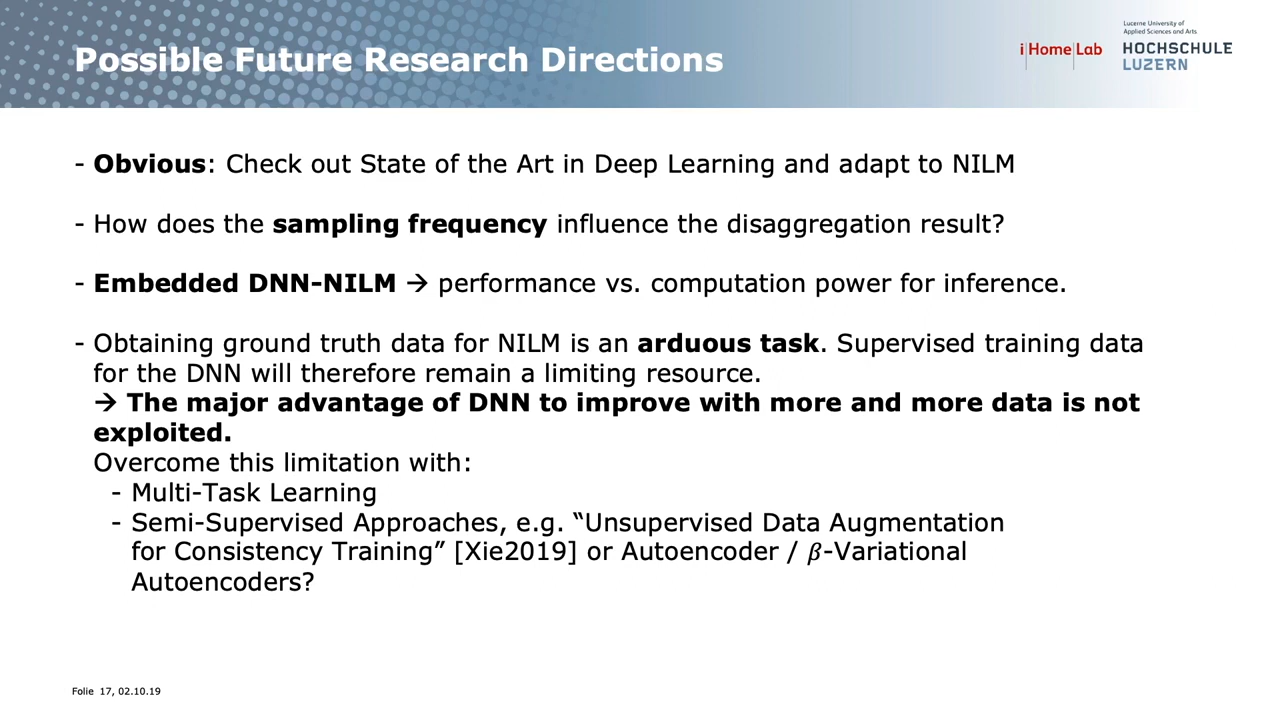 Possible Future Research Directions
i|Home|Lab
Lucerne University of
Applied Sciences and Arts
HOCHSCHULE
LUZERN
- Obvious: Check out State of the Art in Deep Learning and adapt to NILM
- How does the sampling frequency influence the disaggregation result?
- Embedded DNN-NILM → performance vs. computation power for inference.
- Obtaining ground truth data for NILM is an arduous task. Supervised training data
for the DNN will therefore remain a limiting resource.
→ The major advantage of DNN to improve with more and more data is not
exploited.
Overcome this limitation with:
- Multi-Task Learning
- Semi-Supervised Approaches, e.g. “Unsupervised Data Augmentation
for Consistency Training” [Xie2019] or Autoencoder / β-Variational
Autoencoders?
Folie 17, 02.10.19